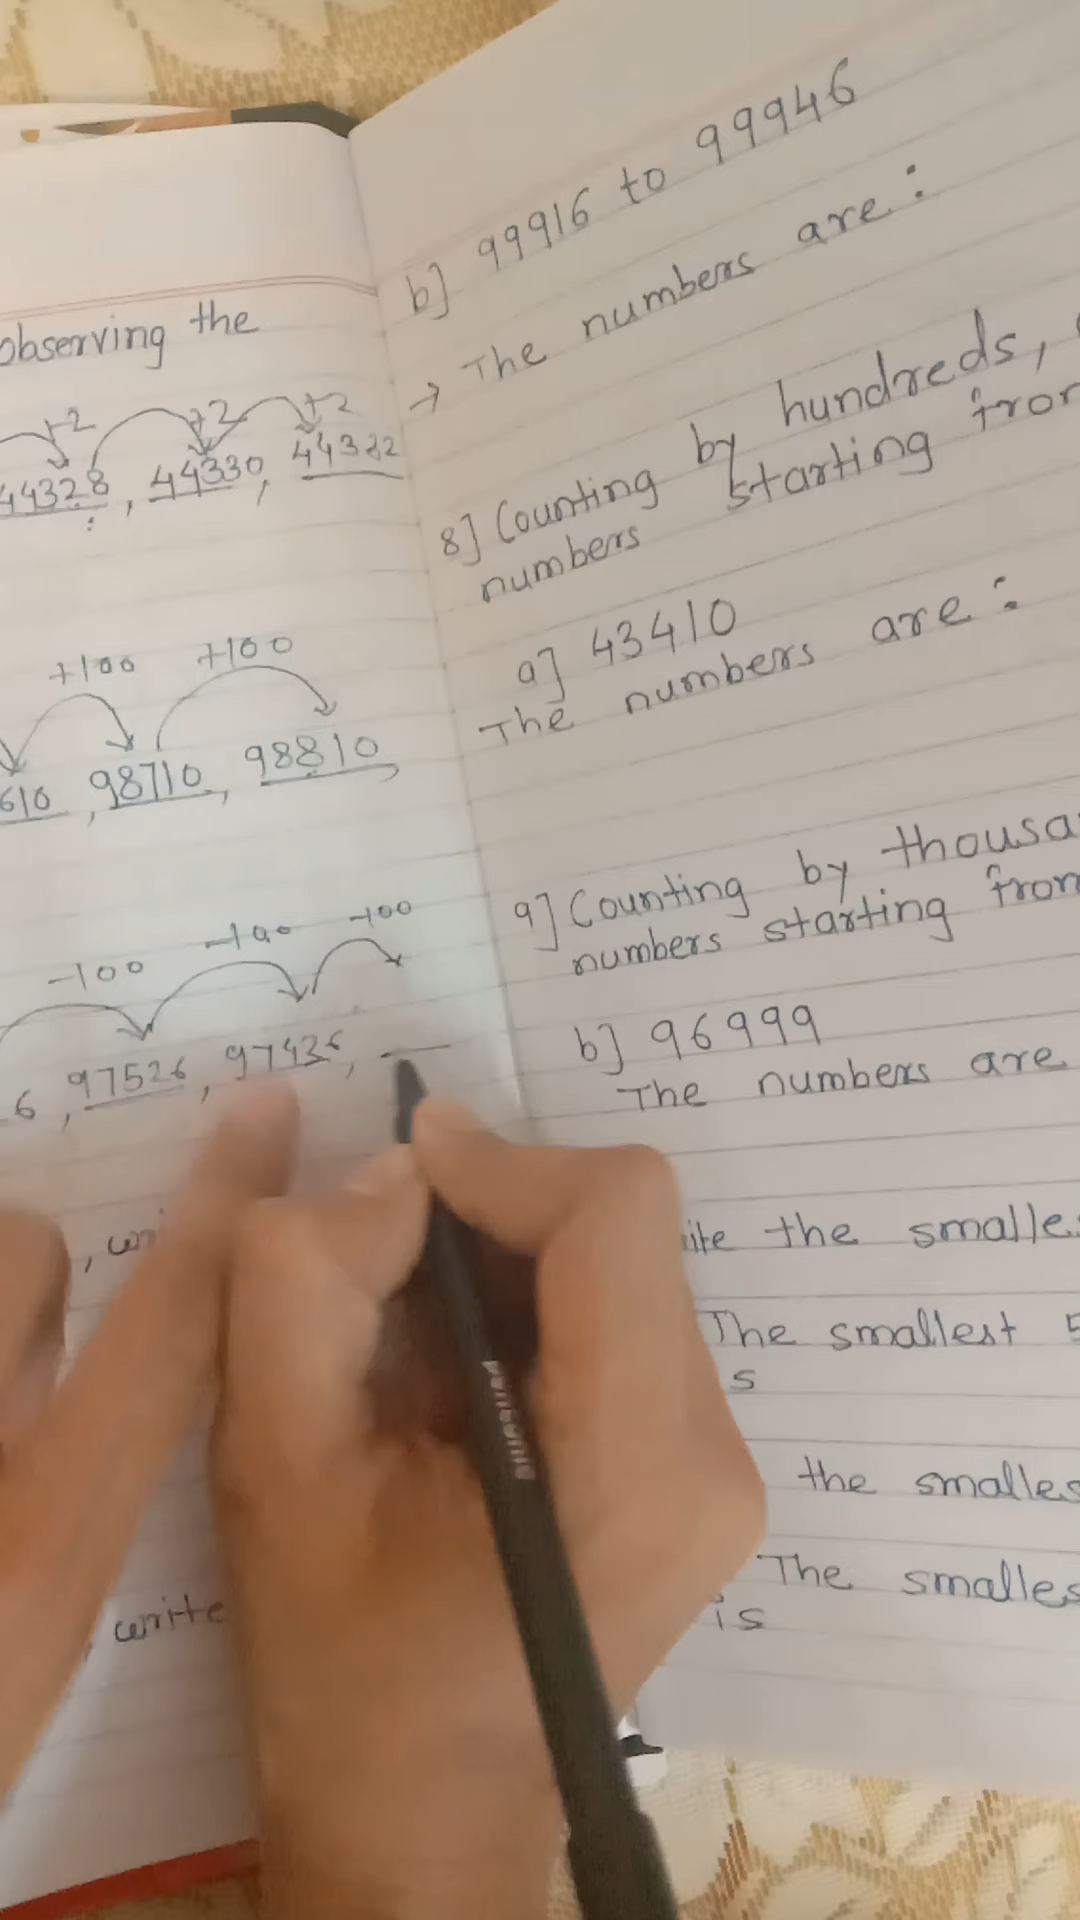 observing the
+2 +2 +2
44328, 44330, 44332
+100 +100
610, 98710, 98810,
-100 -100 -100
6, 97526, 97426,
write
b] 99916 to 99946
→ The numbers are:
8] Counting by hundreds,
numbers starting from
a] 43410
The numbers are:
9] Counting by thousa
numbers starting from
b] 96999
The numbers are
ite the smalle
The smallest 5
s
the smalles
The smalles
is